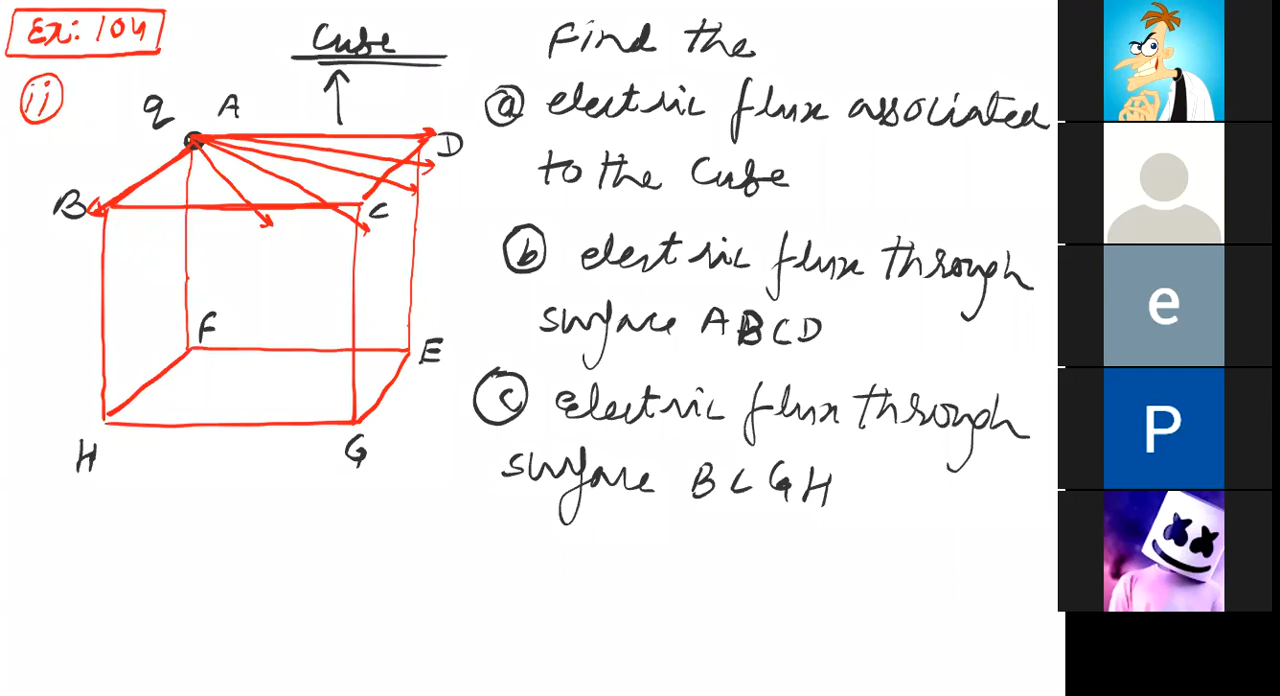 Ex: 104
ii
Cube
q A
D
B
C
F
E
H
G
Find the
a electric flux associated
to the Cube
b electric flux through
surface ABCD
c electric flux through
surface BCGH
e
P